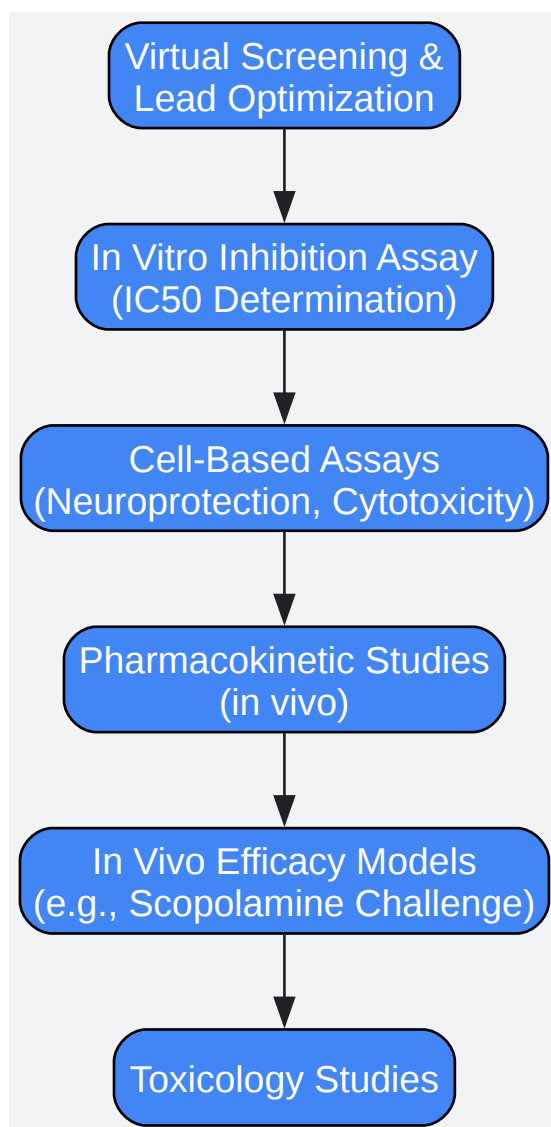 Virtual Screening &
Lead Optimization
In Vitro Inhibition Assay
(IC50 Determination)
Cell-Based Assays
(Neuroprotection, Cytotoxicity)
Pharmacokinetic Studies
(in vivo)
In Vivo Efficacy Models
(e.g., Scopolamine Challenge)
Toxicology Studies